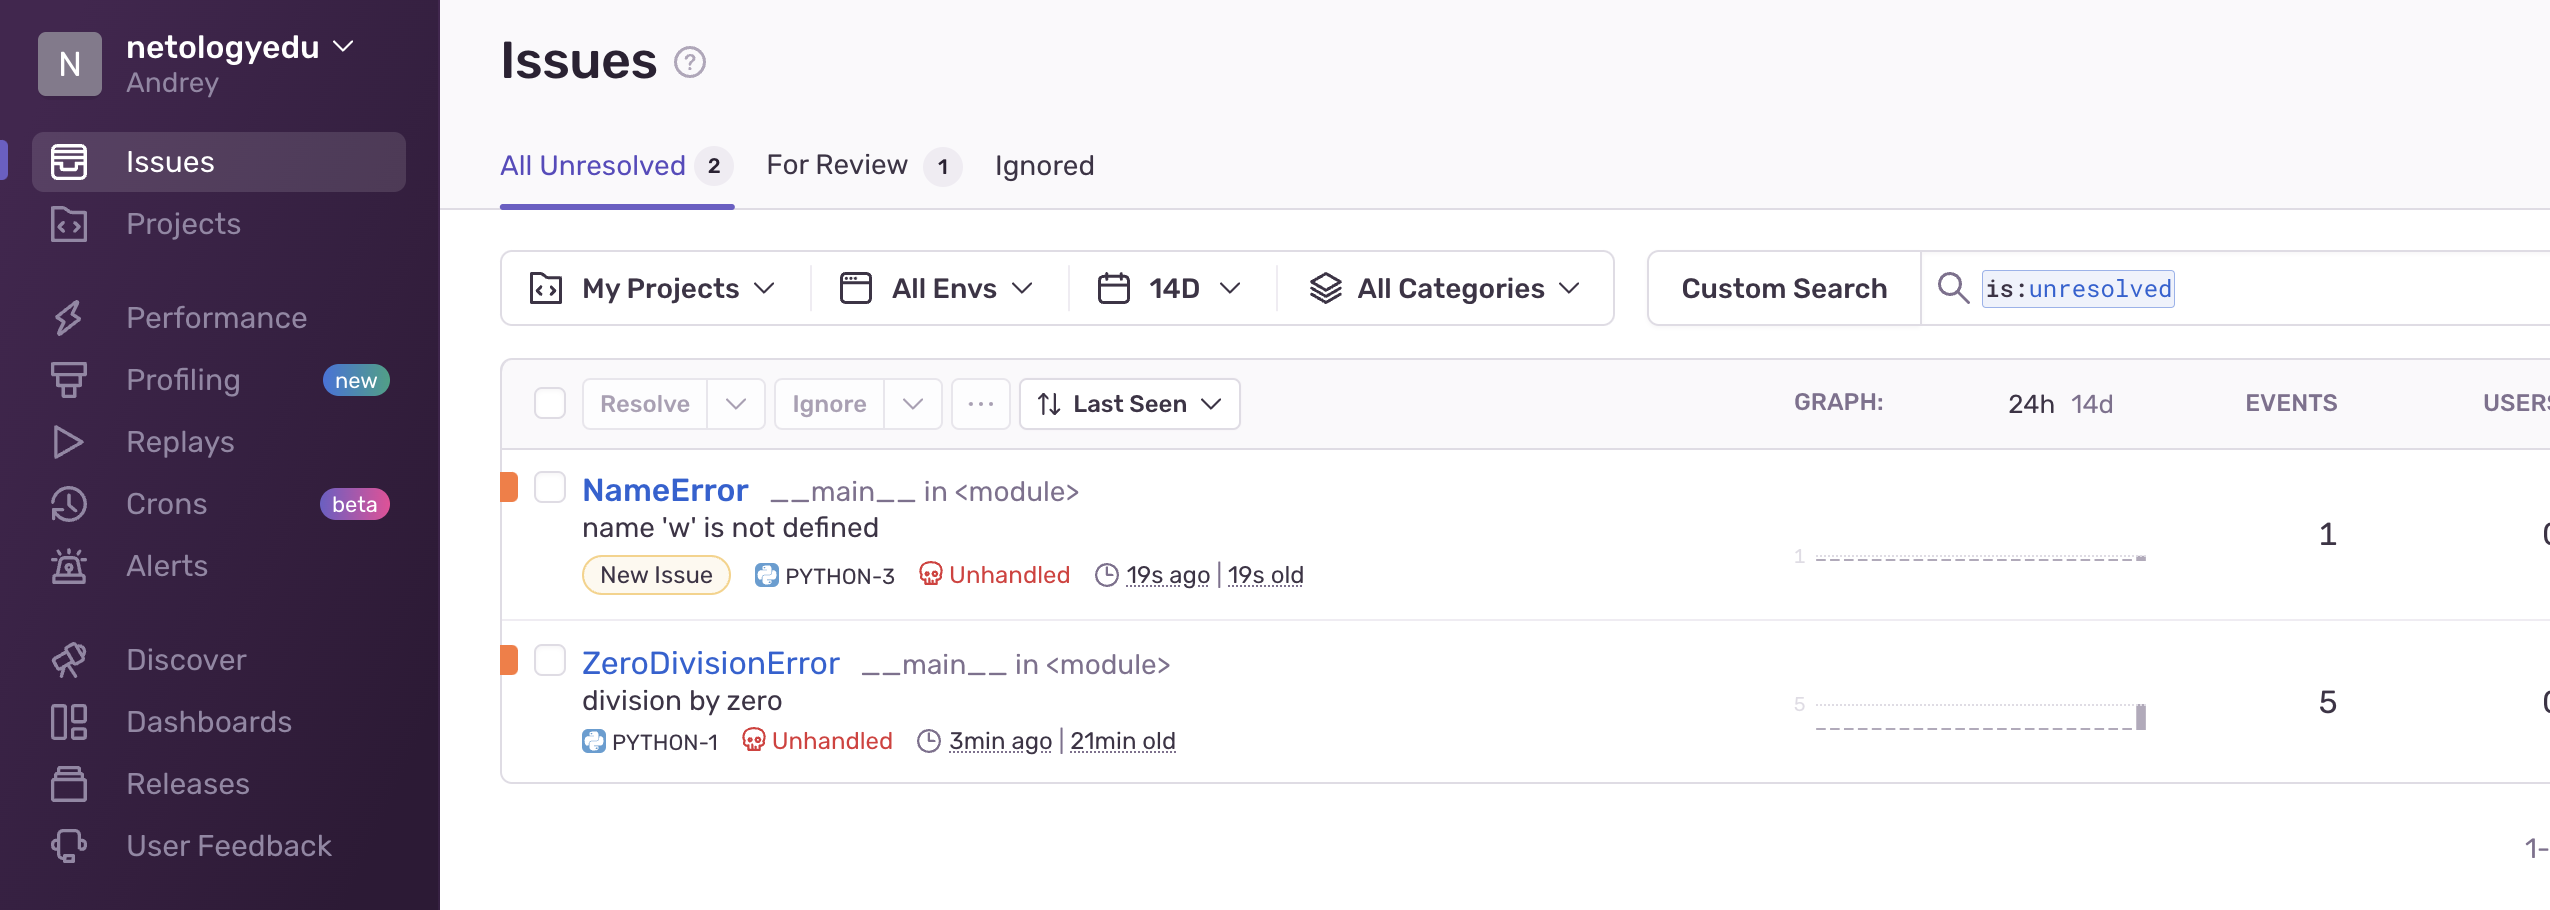 N
netologyedu
Andrey
Issues
Projects
Performance
Profiling new
Replays
Crons beta
Alerts
Discover
Dashboards
Releases
User Feedback
Issues ?
All Unresolved 2 For Review 1 Ignored
My Projects All Envs 14D All Categories Custom Search is:unresolved
Resolve Ignore ... Last Seen GRAPH: 24h 14d EVENTS
NameError __main__ in <module>
name 'w' is not defined
1 1
New Issue PYTHON-3 Unhandled 19s ago | 19s old
ZeroDivisionError __main__ in <module>
division by zero
5 5
PYTHON-1 Unhandled 3min ago | 21min old
1-